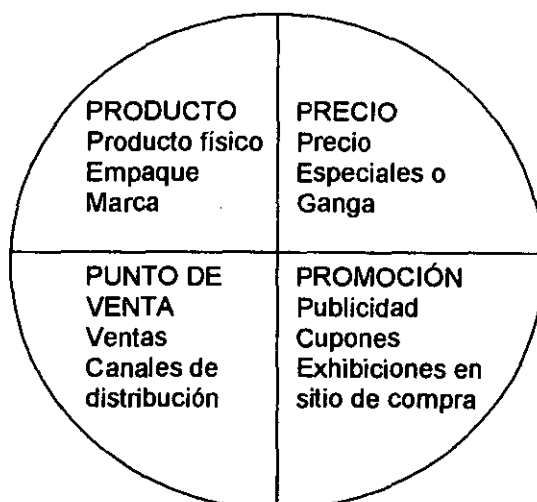 PRODUCTO
Producto físico
Empaque
Marca
PRECIO
Precio
Especiales o
Ganga
PUNTO DE
VENTA
Ventas
Canales de
distribución
PROMOCIÓN
Publicidad
Cupones
Exhibiciones en
sitio de compra